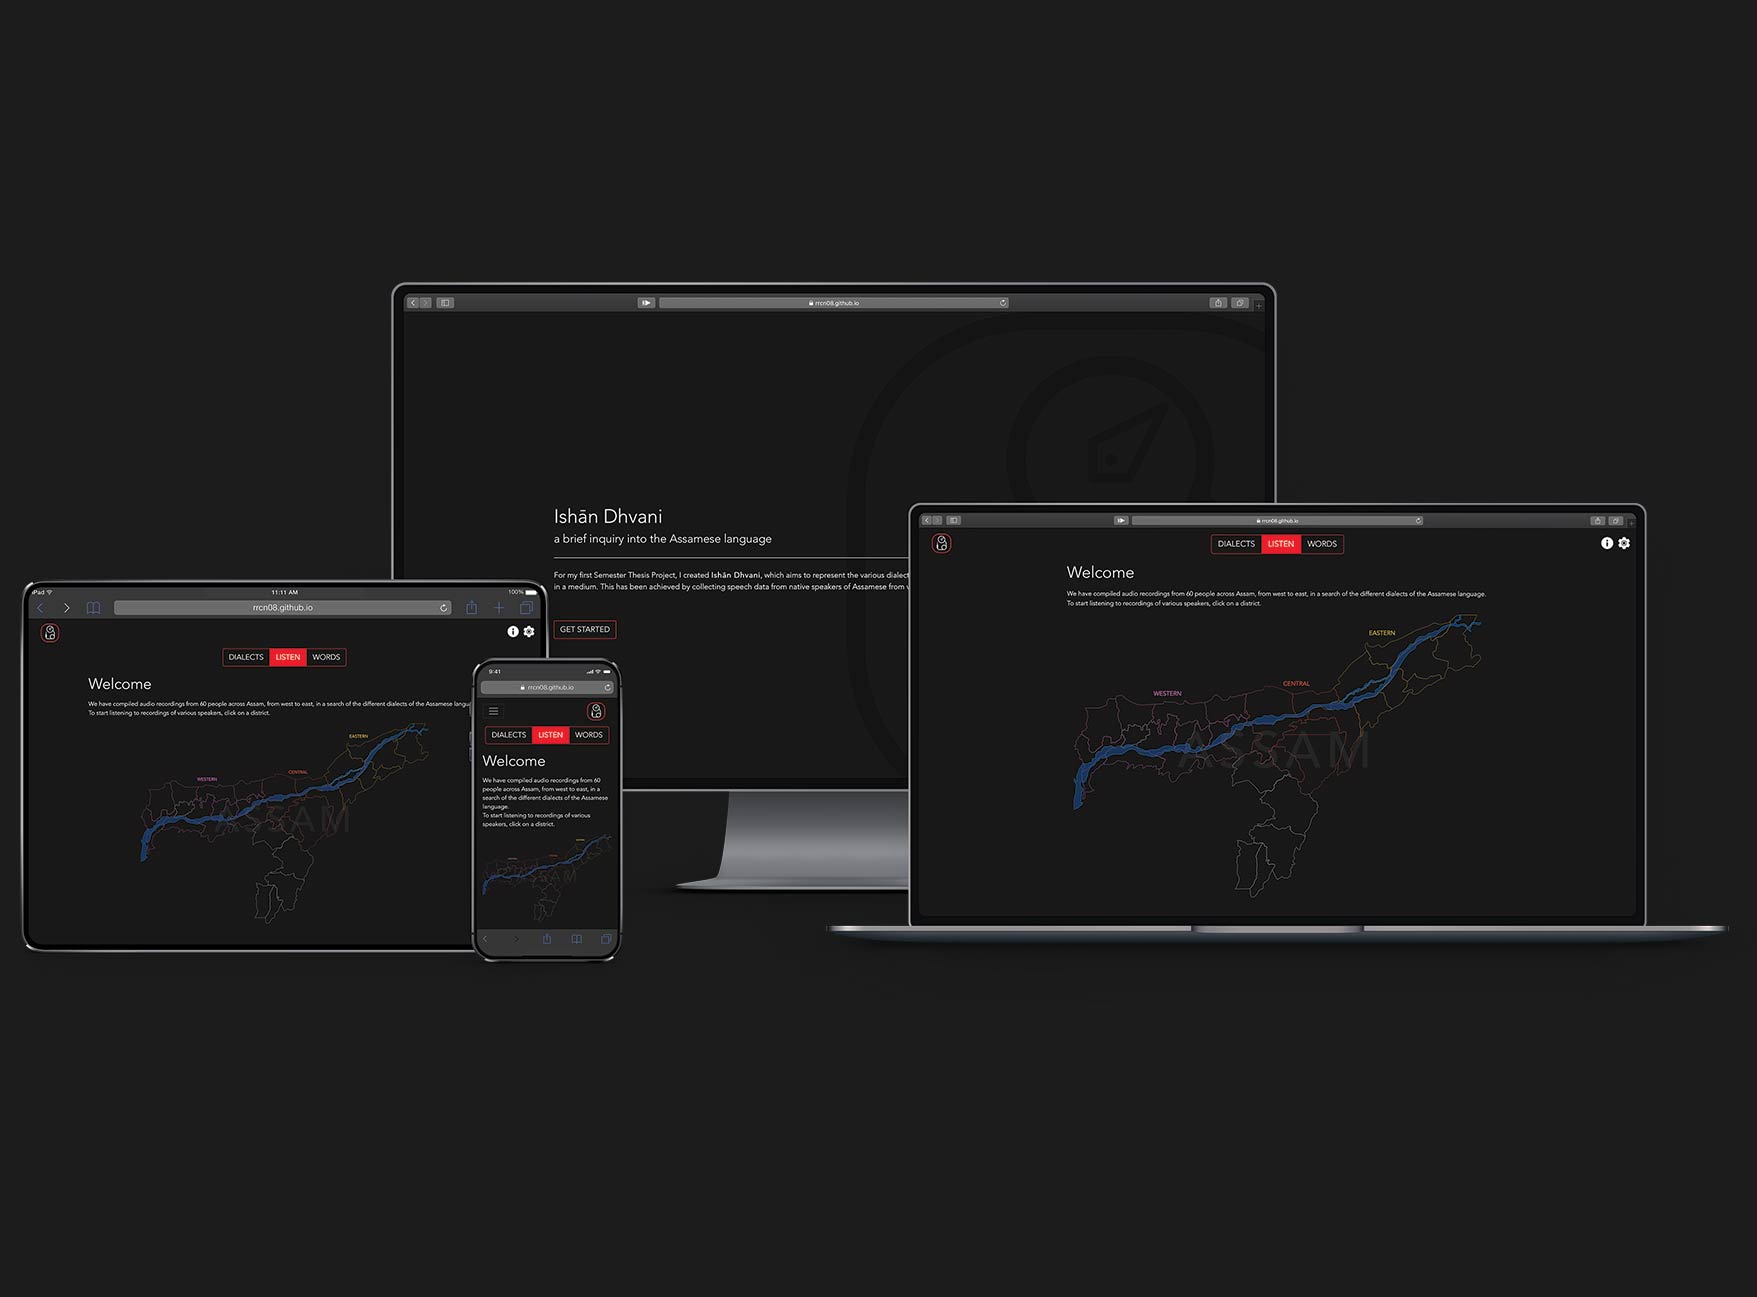 rrcn08.github.io
Ishān Dhvani
a brief inquiry into the Assamese language
For my first Semester Thesis Project, I created Ishān Dhvani, which aims to represent the various dialect
in a medium. This has been achieved by collecting speech data from native speakers of Assamese from
GET STARTED
iPad 11:11 AM 100%
rrcn08.github.io
DIALECTS LISTEN WORDS
Welcome
We have compiled audio recordings from 60 people across Assam, from west to east, in a search of the different dialects of the Assamese
To start listening to recordings of various speakers, click on a district.
EASTERN
CENTRAL
WESTERN
ASSAM
9:41
rrcn08.github.io
DIALECTS LISTEN WORDS
Welcome
We have compiled audio recordings from 60
people across Assam, from west to east, in a
search of the different dialects of the Assamese
language.
To start listening to recordings of various
speakers, click on a district.
EASTERN
CENTRAL
WESTERN
ASSAM
rrcn08.github.io
DIALECTS LISTEN WORDS
Welcome
We have compiled audio recordings from 60 people across Assam, from west to east, in a search of the different dialects of the Assamese language.
To start listening to recordings of various speakers, click on a district.
EASTERN
CENTRAL
WESTERN
ASSAM